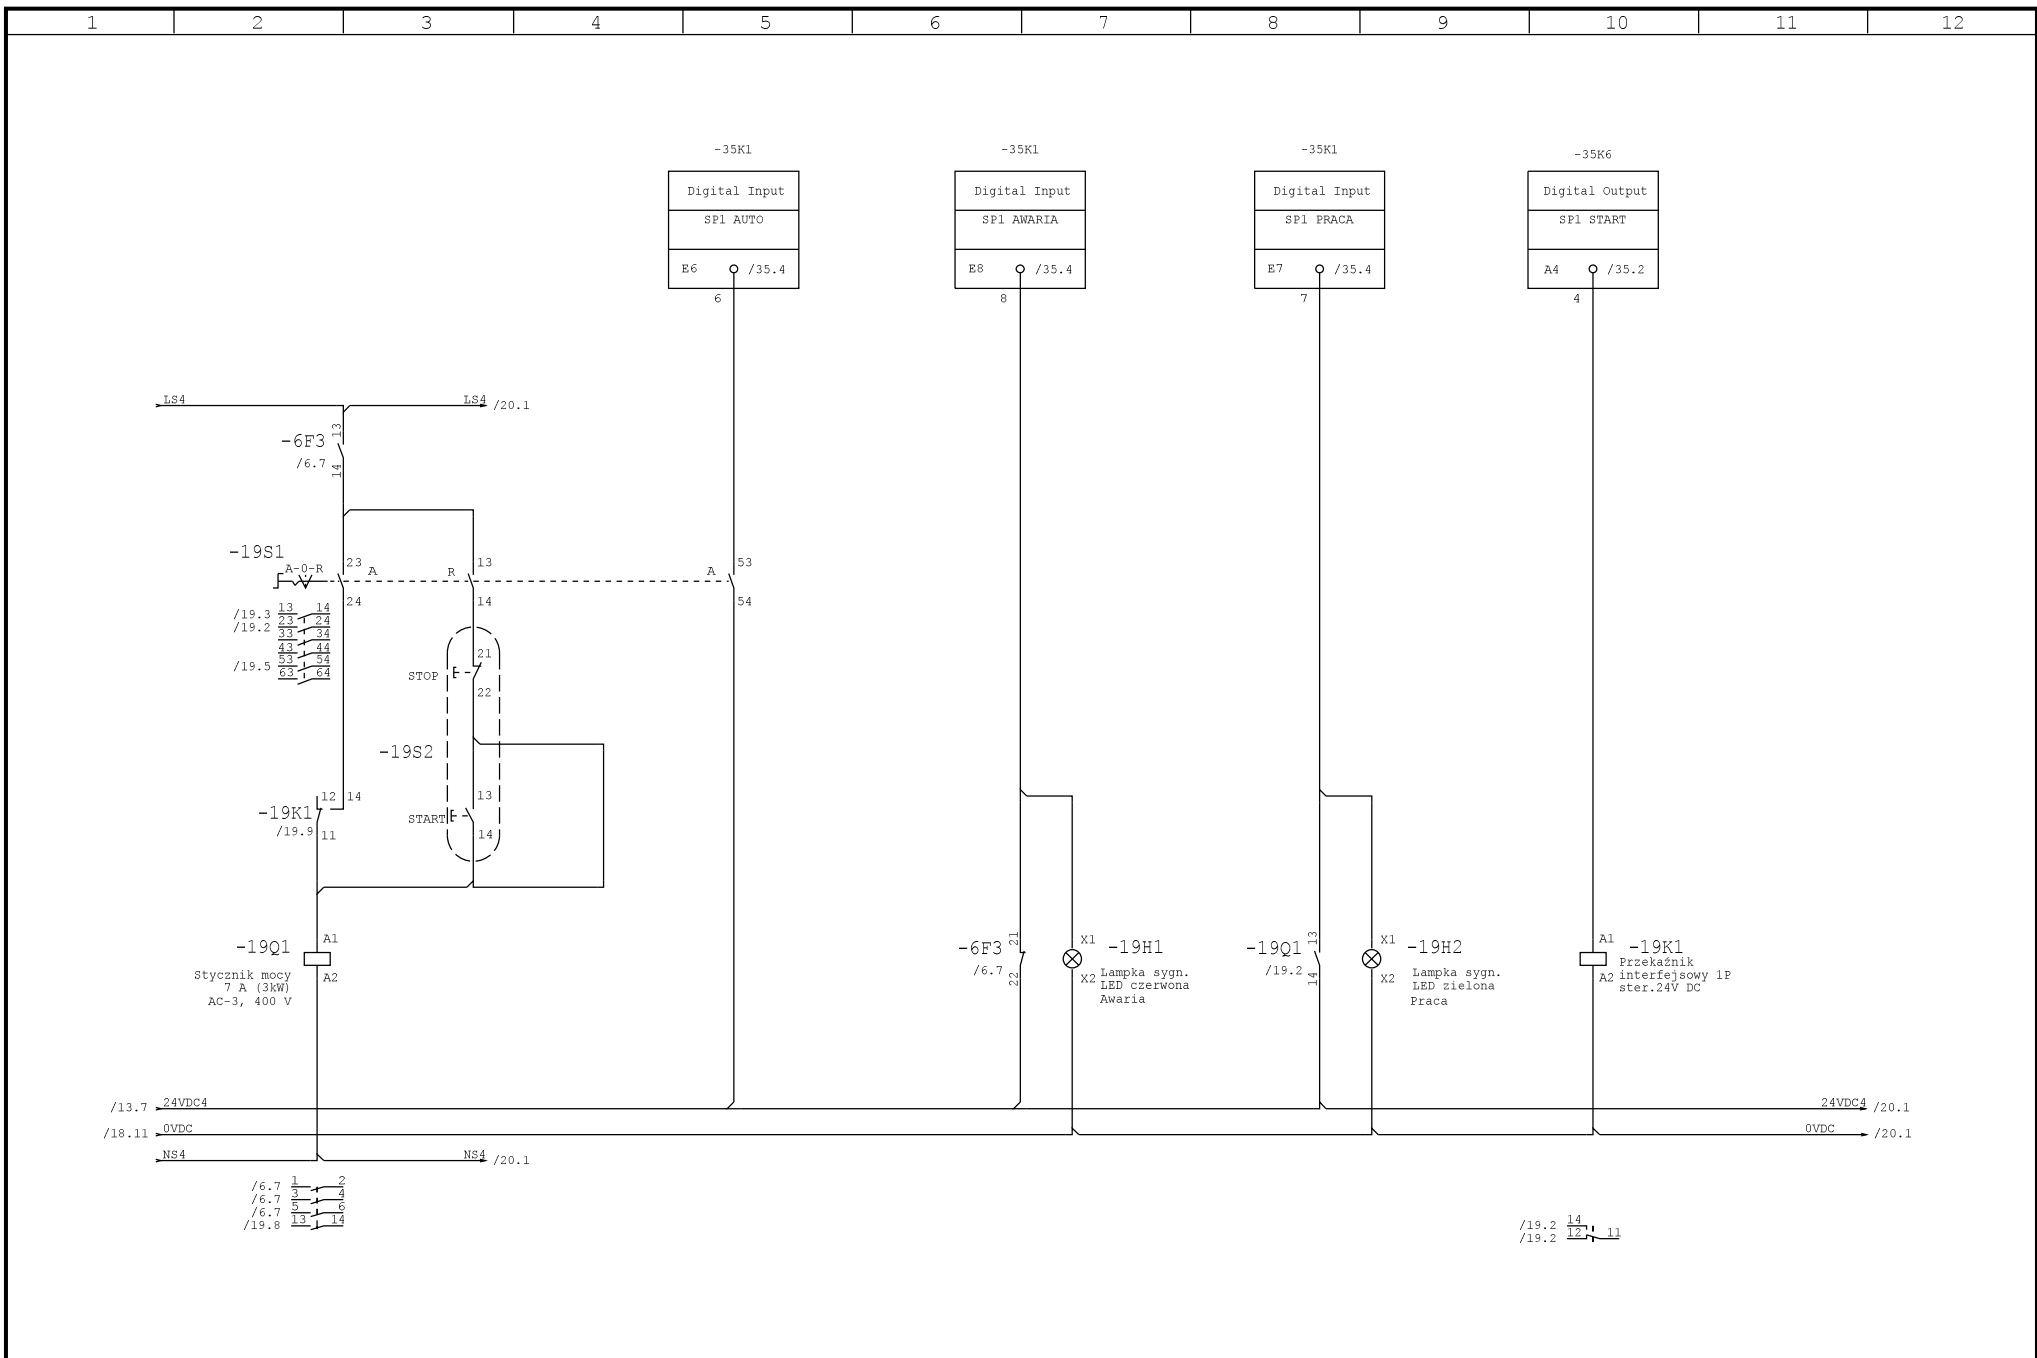 1 2 3 4 5 6 7 8 9 10 11 12
-35K1 -35K1 -35K1 -35K6
Digital Input Digital Input Digital Input Digital Output
SP1 AUTO SP1 AWARIA SP1 PRACA SP1 START
E6 /35.4 E8 /35.4 E7 /35.4 A4 /35.2
6 8 7 4
LS4 LS4 /20.1
13
-6F3
/6.7
14
-19S1
A-0-R
23 A R 13 A 53
24 14 54
/19.3 13 14
/19.2 23 24
33 34
43 44
/19.5 53 54
63 64
21
STOP
22
-19S2
12 14
-19K1
/19.9 11
13
START
14
-19Q1 A1
A2
Stycznik mocy
7 A (3kW)
AC-3, 400 V
21
-6F3
/6.7
22
X1 -19H1
X2 Lampka sygn.
LED czerwona
Awaria
13
-19Q1
/19.2
14
X1 -19H2
X2 Lampka sygn.
LED zielona
Praca
A1 -19K1
Przekaźnik
A2 interfejsowy 1P
ster.24V DC
/13.7 24VDC4 24VDC4 /20.1
/18.11 0VDC 0VDC /20.1
NS4 NS4 /20.1
/6.7 1 2
/6.7 3 4
/6.7 5 6
/19.8 13 14
/19.2 14
/19.2 12 11